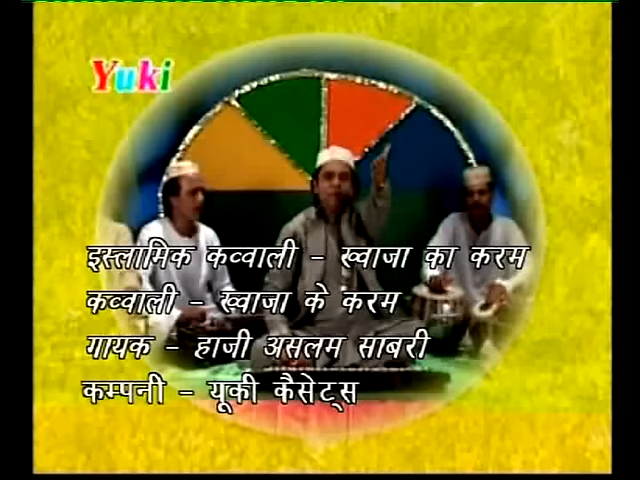 Yuki
इस्लामिक कव्वाली - ख्वाजा का करम
कव्वाली - ख्वाजा के करम
गायक - हाजी असलम साबरी
कम्पनी - यूकी कैसेट्स